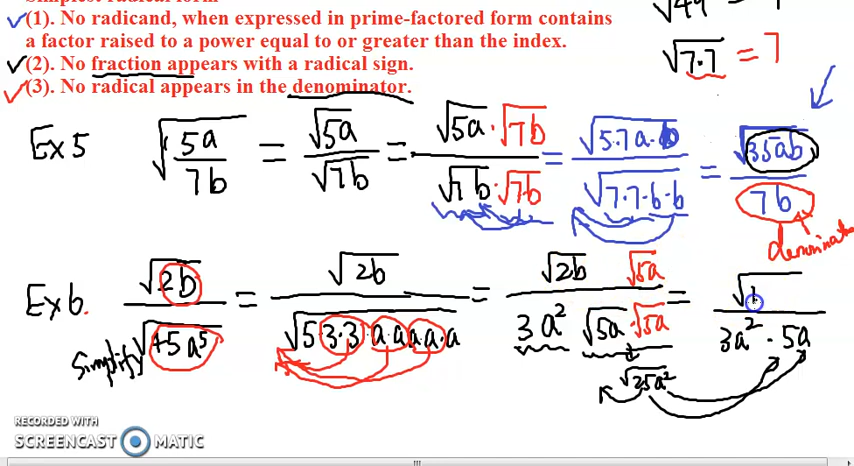 (1). No radicand, when expressed in prime-factored form contains √49
a factor raised to a power equal to or greater than the index.
(2). No fraction appears with a radical sign. √7·7 = 7
(3). No radical appears in the denominator.
Ex 5 √(5a/7b) = √5a/√7b = √5a·√7b/√7b·√7b = √5·7a·b/√7·7·b·b = √35ab/7b
denominator
Ex 6. √2b/√45a⁵ = √2b/√5·3·3·a·a·a·a·a = √2b √5a/3a² √5a·√5a = √1/3a²·5a
Simplify
√25a²
RECORDED WITH
SCREENCAST MATIC